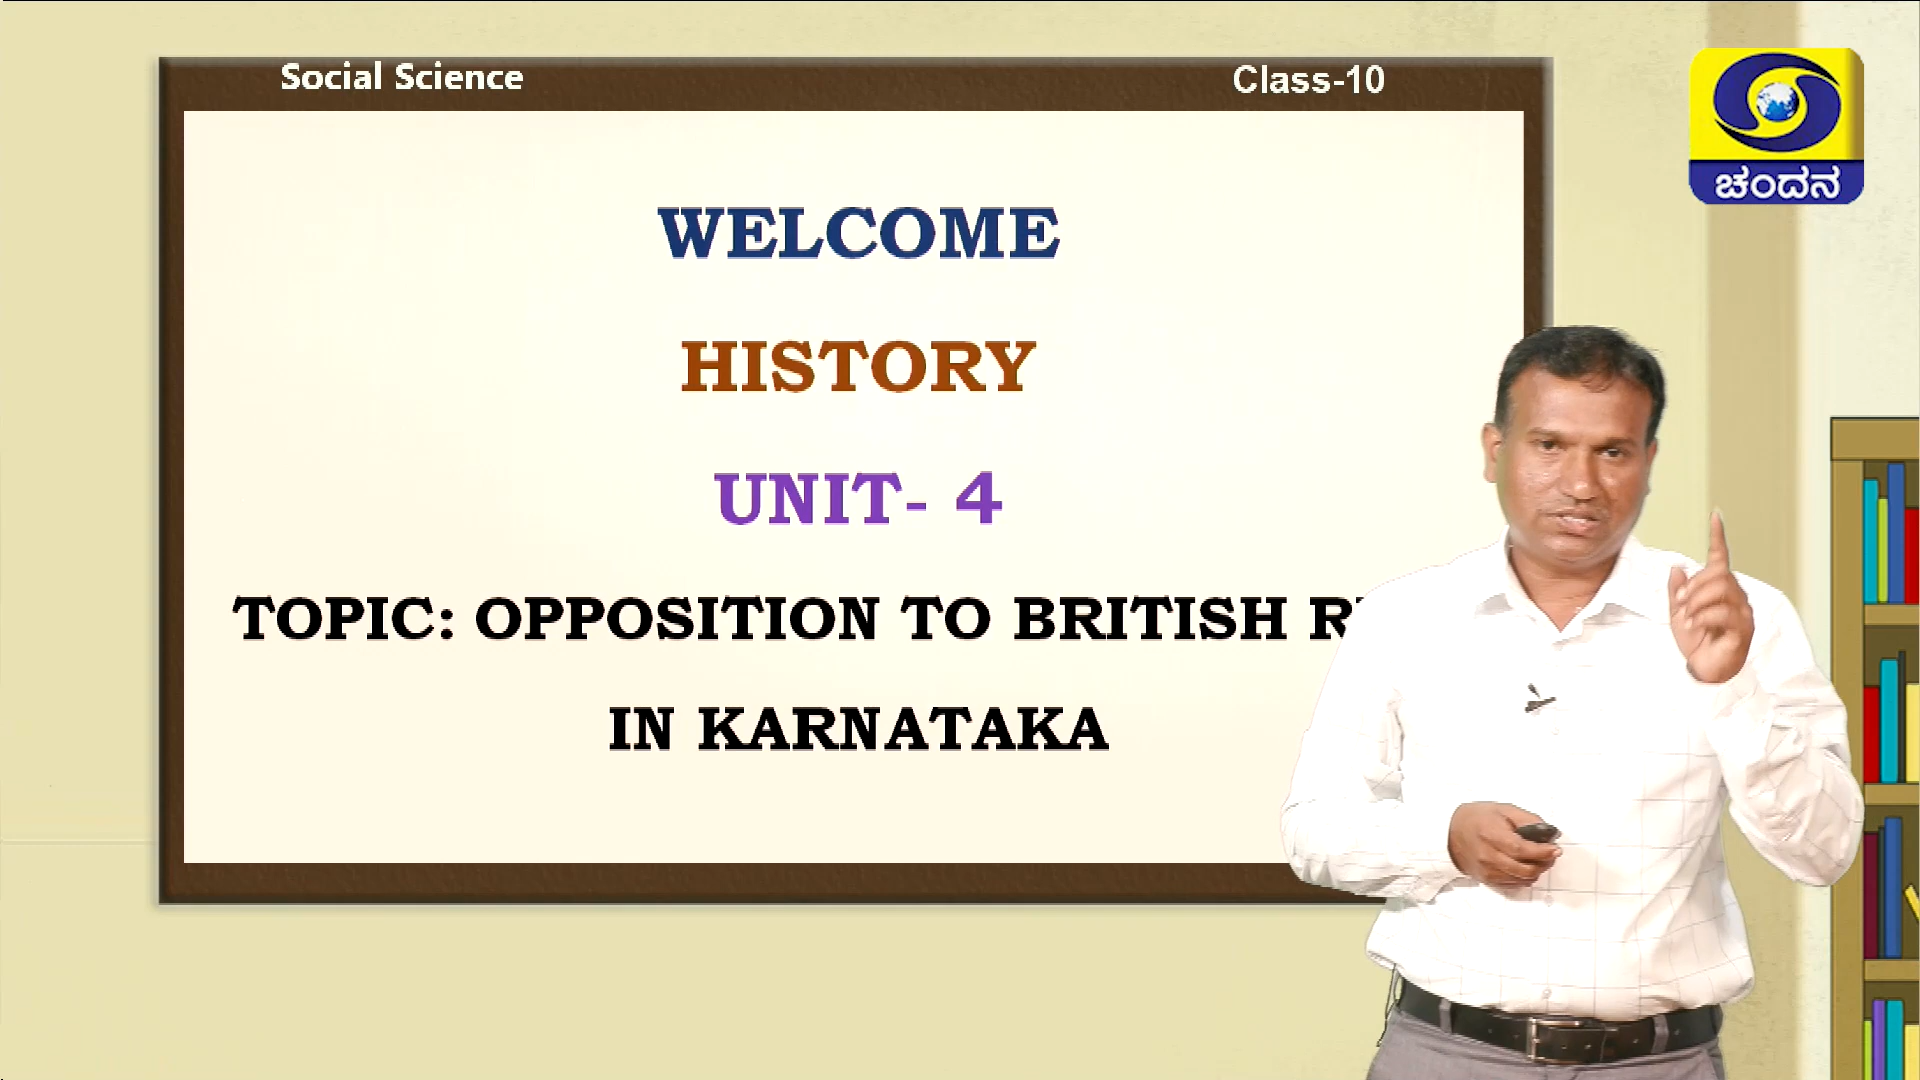 Social Science
Class-10
ಚಂದನ
WELCOME
HISTORY
UNIT- 4
TOPIC: OPPOSITION TO BRITISH
IN KARNATAKA